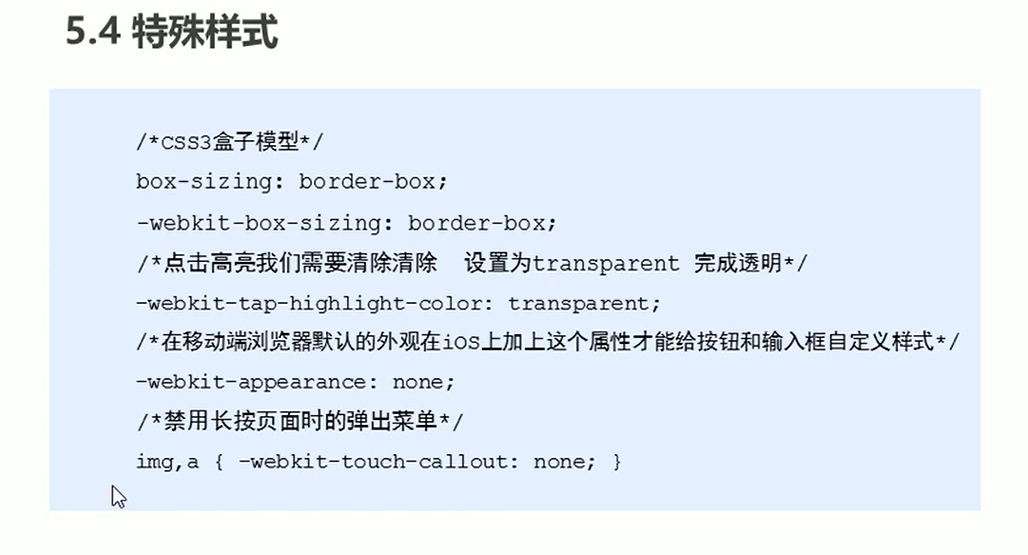 5.4 特殊样式
/*CSS3盒子模型*/
box-sizing: border-box;
-webkit-box-sizing: border-box;
/*点击高亮我们需要清除清除  设置为transparent 完成透明*/
-webkit-tap-highlight-color: transparent;
/*在移动端浏览器默认的外观在iOS上加上这个属性才能给按钮和输入框自定义样式*/
-webkit-appearance: none;
/*禁用长按页面时的弹出菜单*/
img,a { -webkit-touch-callout: none; }